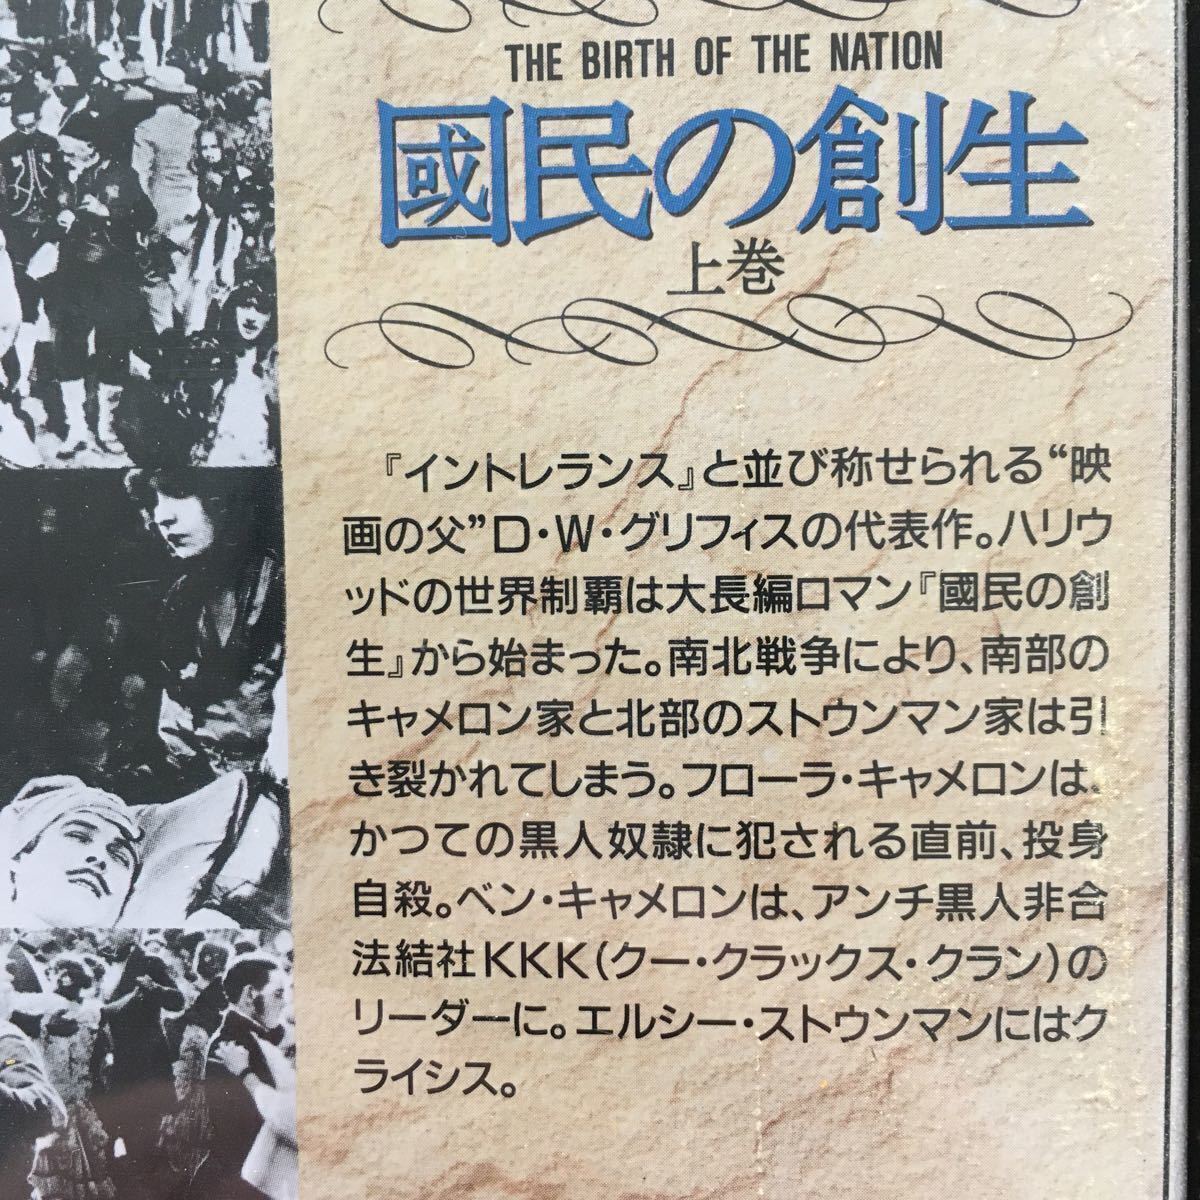 THE BIRTH OF THE NATION
國民の創生
上巻
『イントレランス』と並び称せられる“映
画の父”D・W・グリフィスの代表作。ハリウ
ッドの世界制覇は大長編ロマン『國民の創
生』から始まった。南北戦争により、南部の
キャメロン家と北部のストウンマン家は引
き裂かれてしまう。フローラ・キャメロンは、
かつての黒人奴隷に犯される直前、投身
自殺。ベン・キャメロンは、アンチ黒人非合
法結社KKK(クー・クラックス・クラン)の
リーダーに。エルシー・ストウンマンにはク
ライシス。